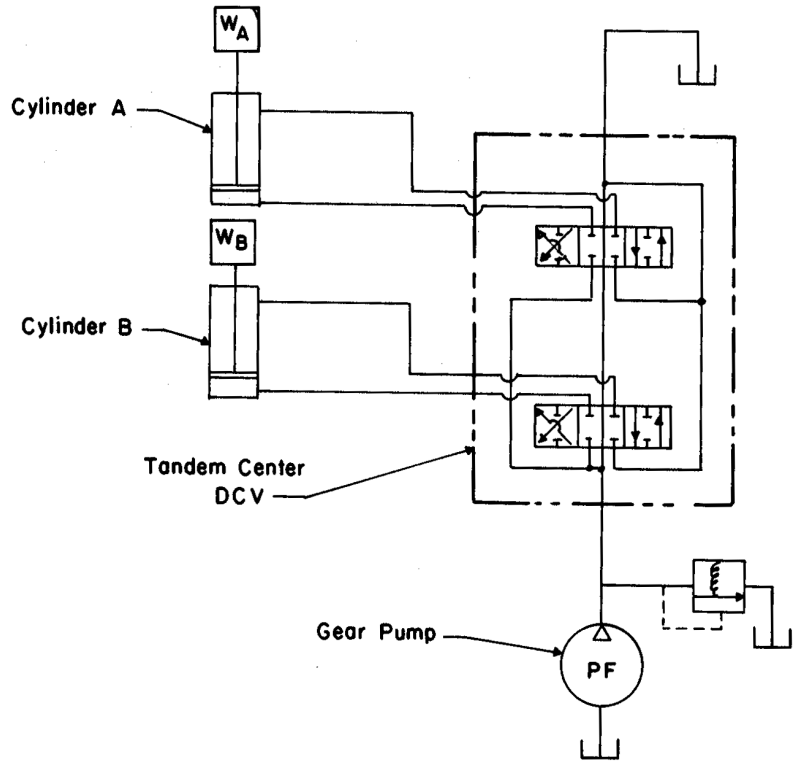 WA
Cylinder A
WB
Cylinder B
Tandem Center
DCV
Gear Pump
PF